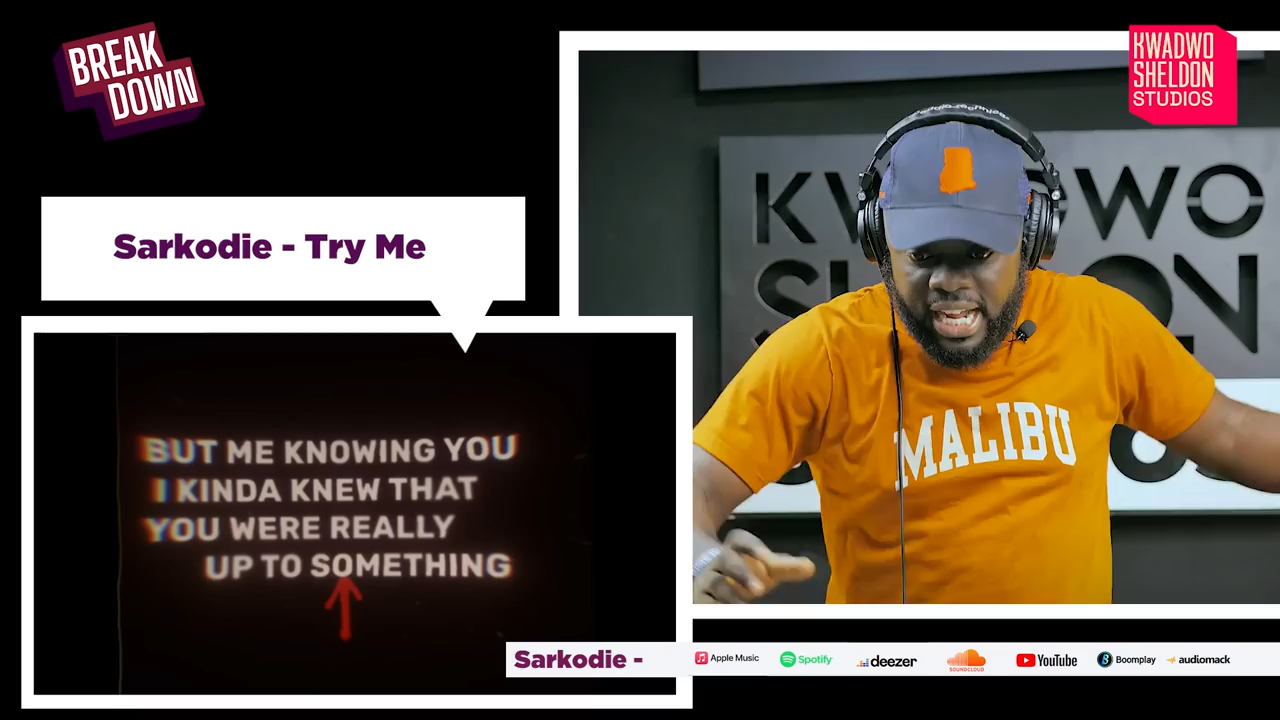 BREAK
DOWN
KWADWO
SHELDON
STUDIOS
Sarkodie - Try Me
MALIBU
BUT ME KNOWING YOU
I KINDA KNEW THAT
YOU WERE REALLY
UP TO SOMETHING
Sarkodie -
Apple Music
Spotify
deezer
SOUNDCLOUD
YouTube
Boomplay
audiomack